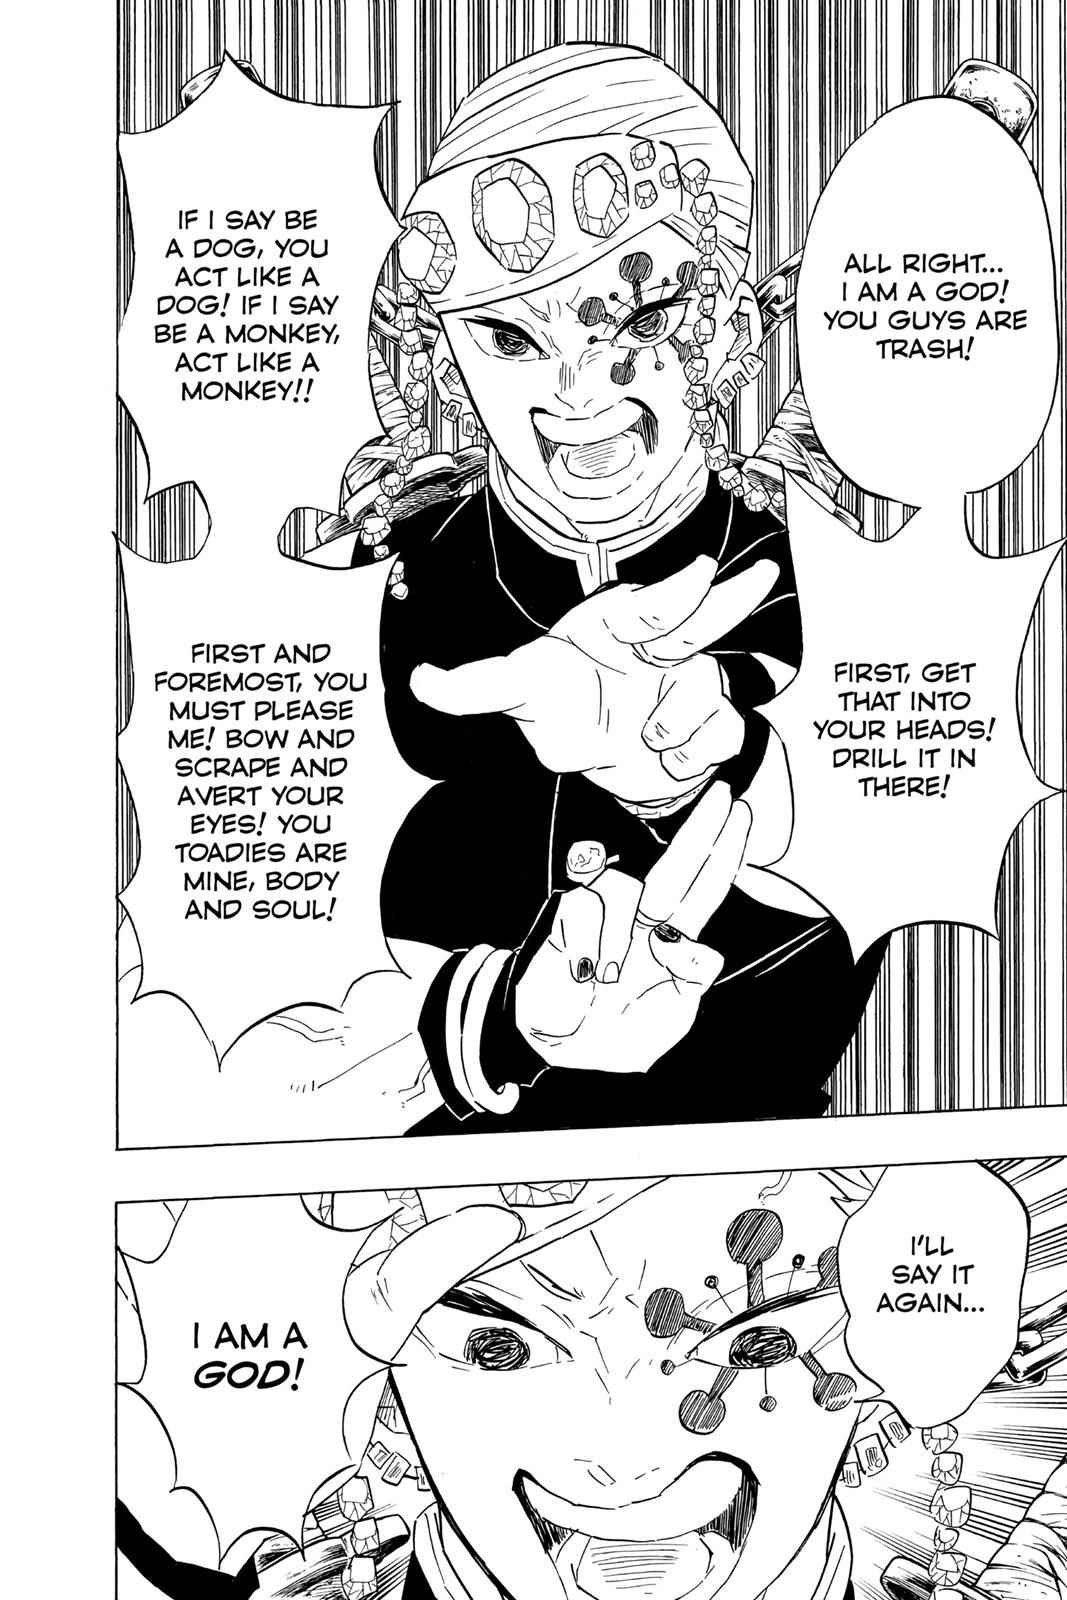 ALL RIGHT...
I AM A GOD!
YOU GUYS ARE
TRASH!
FIRST, GET
THAT INTO
YOUR HEADS!
DRILL IT IN
THERE!
IF I SAY BE
A DOG, YOU
ACT LIKE A
DOG! IF I SAY
BE A MONKEY,
ACT LIKE A
MONKEY!!
FIRST AND
FOREMOST, YOU
MUST PLEASE
ME! BOW AND
SCRAPE AND
AVERT YOUR
EYES! YOU
TOADIES ARE
MINE, BODY
AND SOUL!
I'LL
SAY IT
AGAIN...
I AM A
GOD!